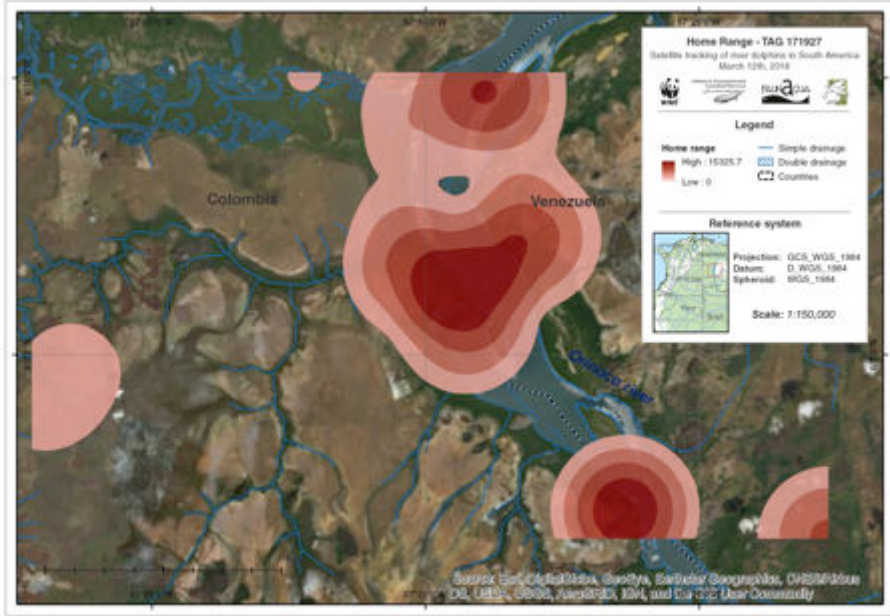 Home Range - TAG 171927
Satellite tracking of river dolphins in South America
March 12th, 2018
WWF
FAUNAGUA
Legend
Home range
High : 15325.7
Low : 0
Simple drainage
Double drainage
Countries
Colombia
Venezuela
Reference system
Projection: GCS_WGS_1984
Datum: D_WGS_1984
Spheroid: WGS_1984
Scale: 1:150,000
Orinoco river
Source: Esri, DigitalGlobe, GeoEye, Earthstar Geographics, CNES/Airbus
DS, USDA, USGS, AeroGRID, IGN, and the GIS User Community